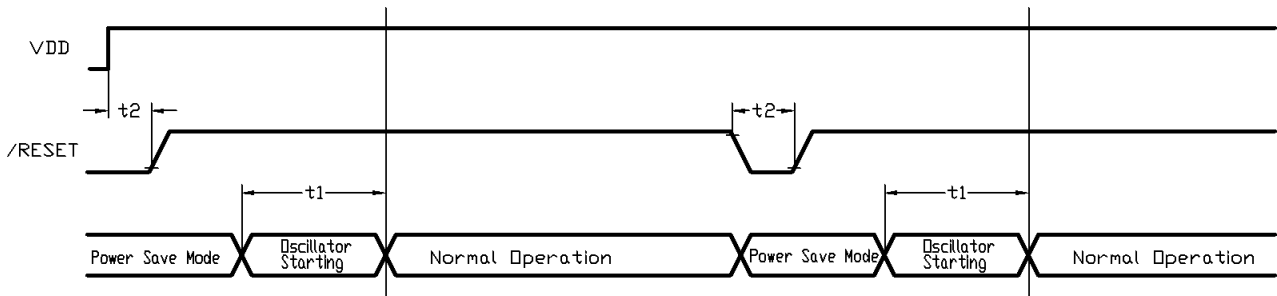 VDD
t2
t2
/RESET
t1
t1
Power Save Mode
Oscillator
Starting
Normal Operation
Power Save Mode
Oscillator
Starting
Normal Operation